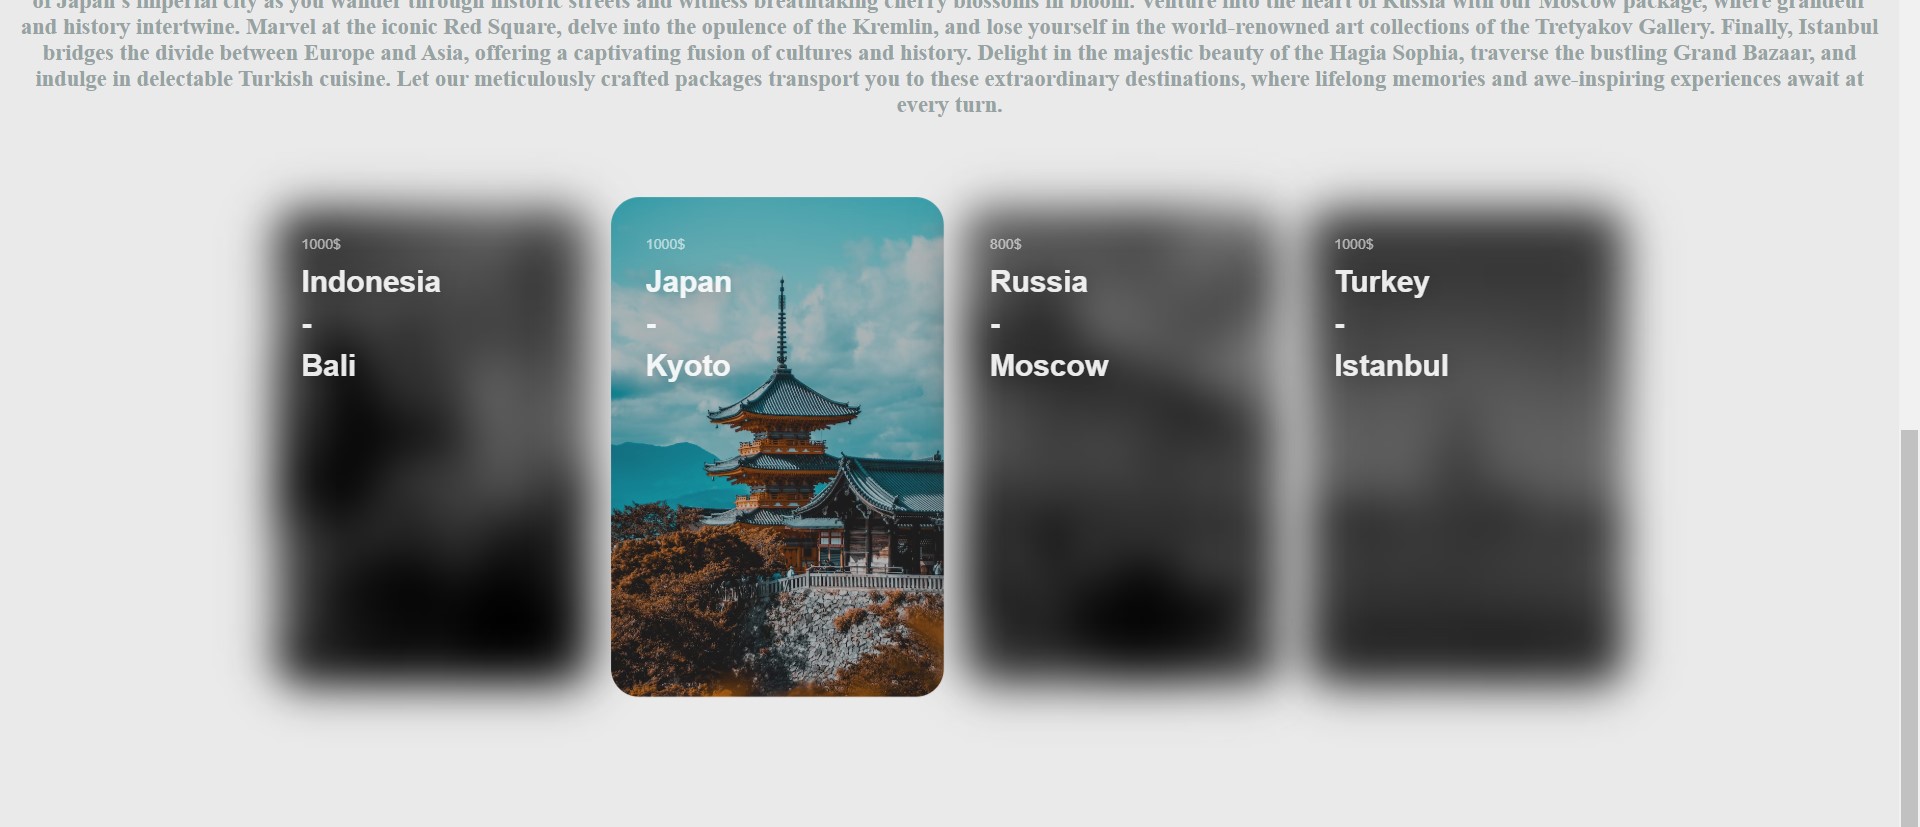 of Japan's imperial city as you wander through historic streets and witness breathtaking cherry blossoms in bloom. Venture into the heart of Russia with our Moscow package, where grandeur
and history intertwine. Marvel at the iconic Red Square, delve into the opulence of the Kremlin, and lose yourself in the world-renowned art collections of the Tretyakov Gallery. Finally, Istanbul
bridges the divide between Europe and Asia, offering a captivating fusion of cultures and history. Delight in the majestic beauty of the Hagia Sophia, traverse the bustling Grand Bazaar, and
indulge in delectable Turkish cuisine. Let our meticulously crafted packages transport you to these extraordinary destinations, where lifelong memories and awe-inspiring experiences await at
every turn.
1000$
Indonesia
-
Bali
1000$
Japan
-
Kyoto
800$
Russia
-
Moscow
1000$
Turkey
-
Istanbul